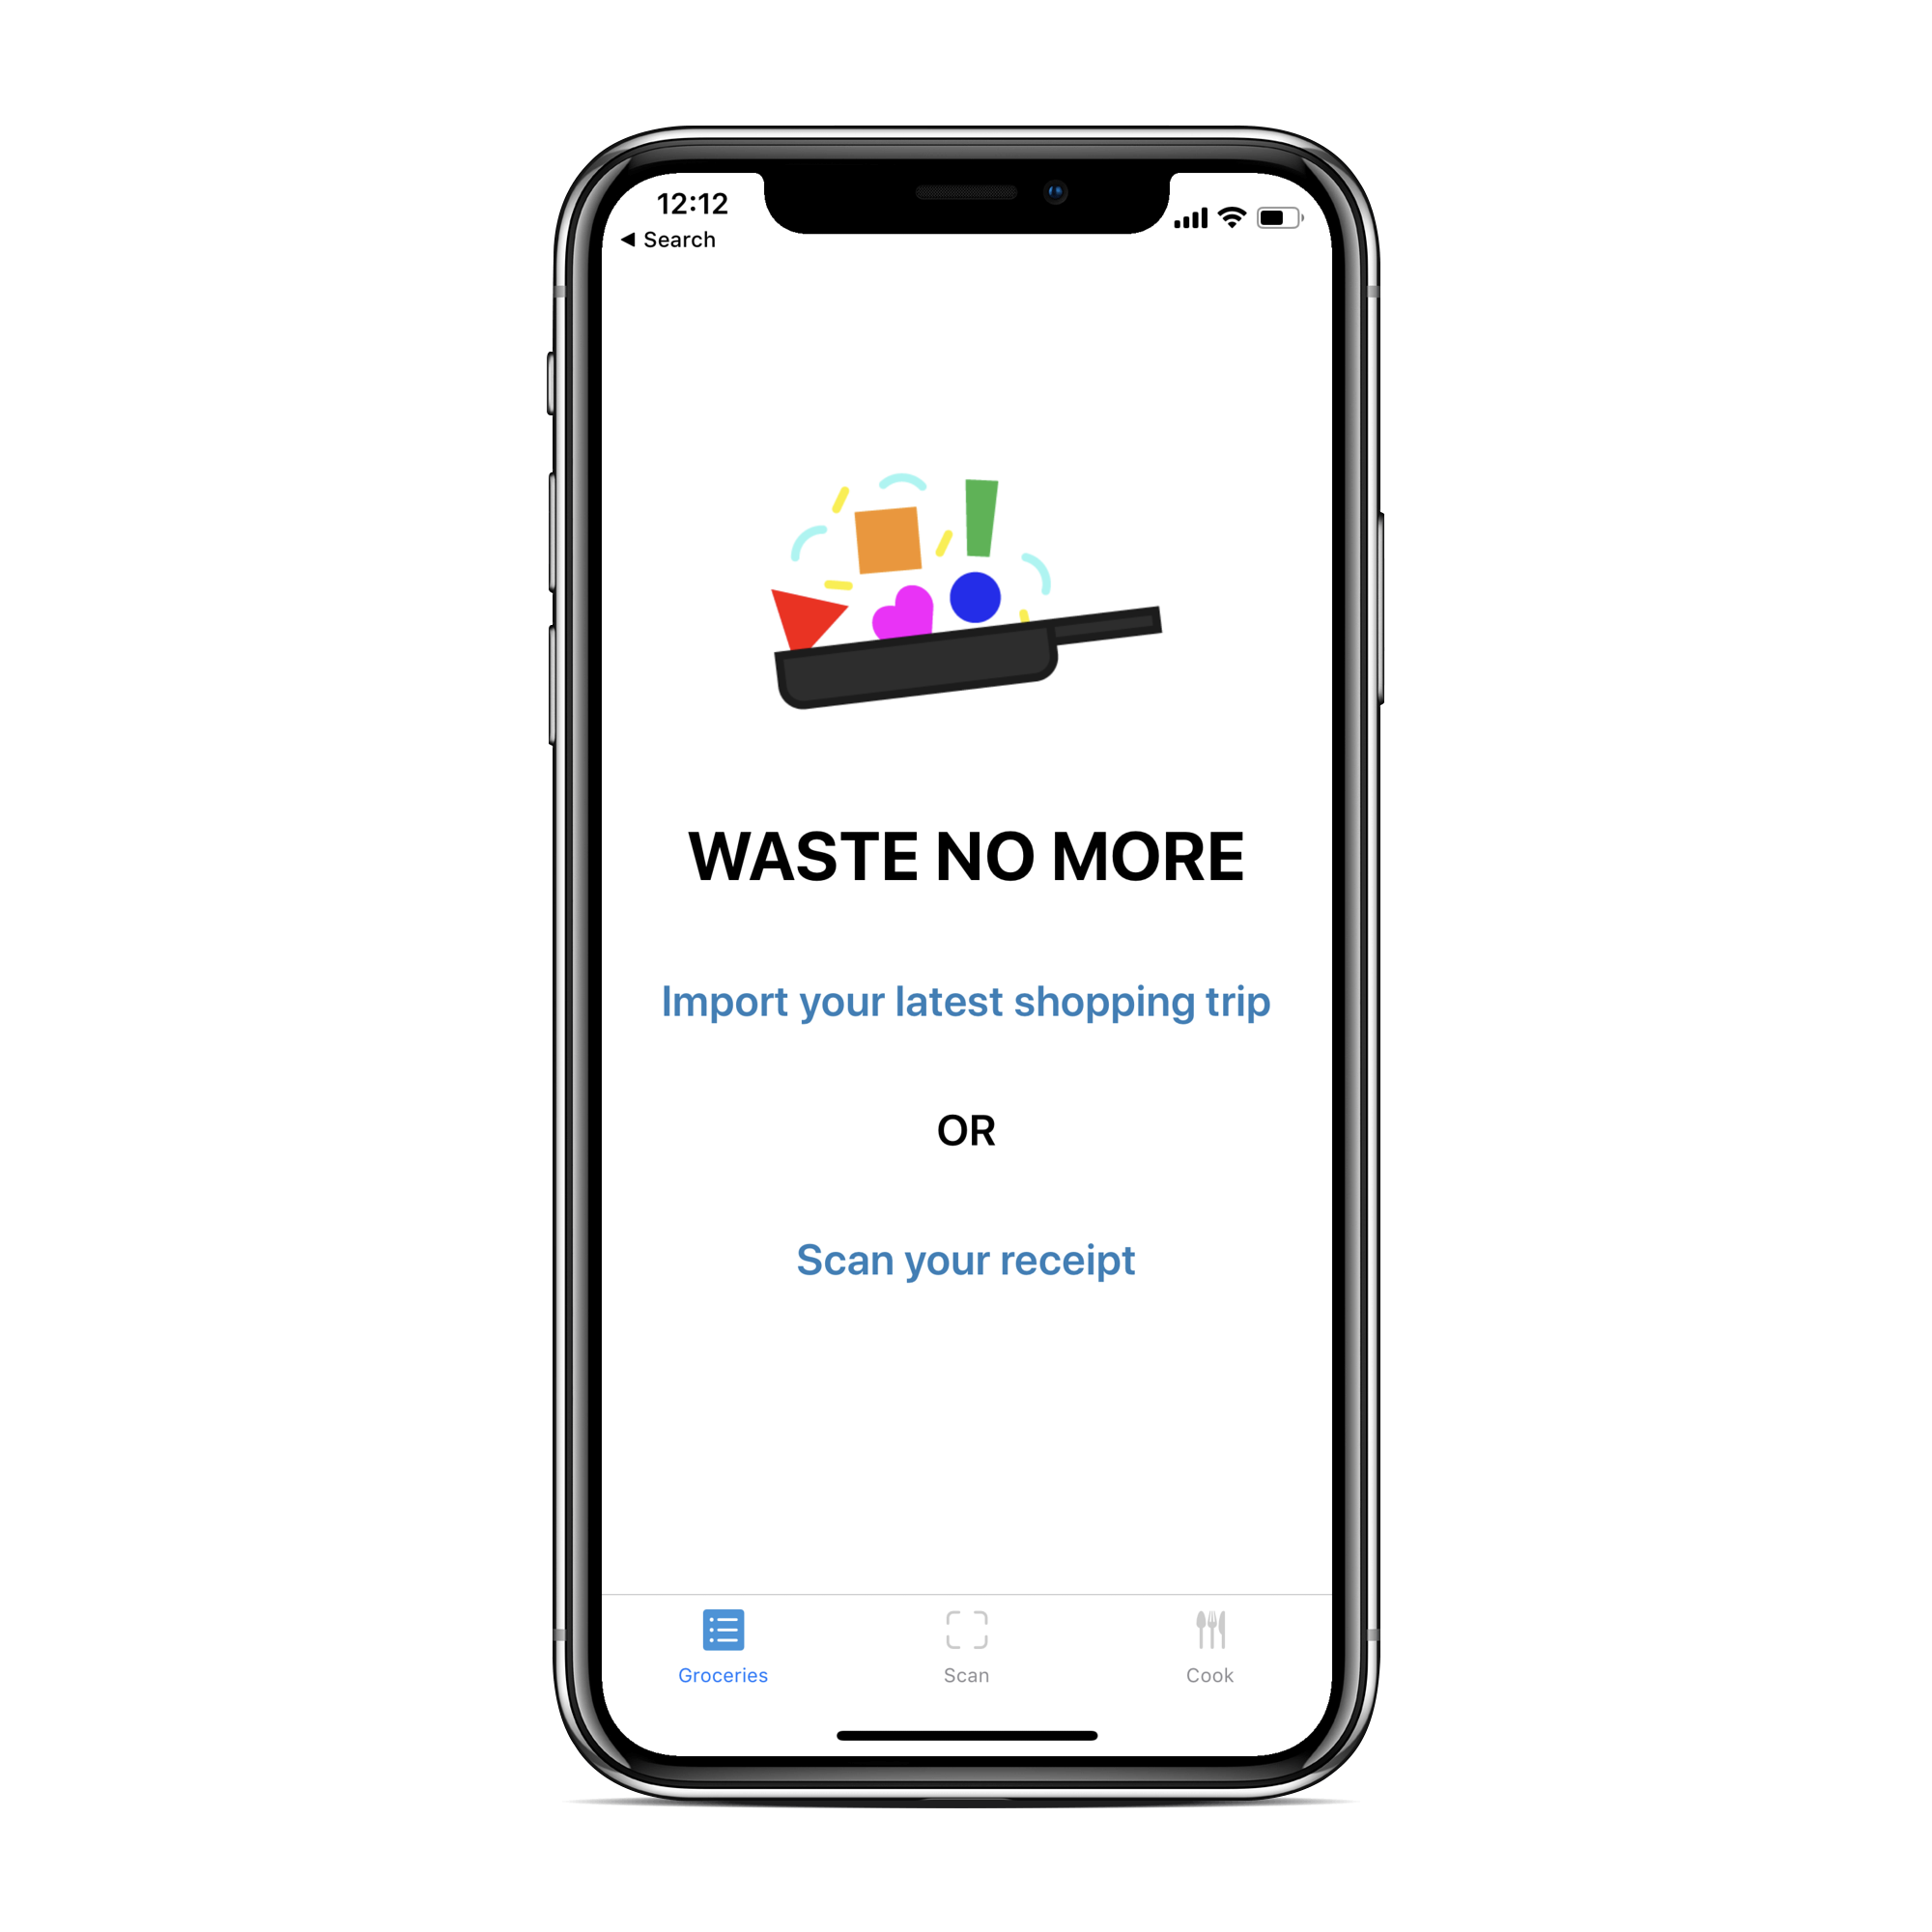 12:12
◀ Search
WASTE NO MORE
Import your latest shopping trip
OR
Scan your receipt
Groceries
Scan
Cook